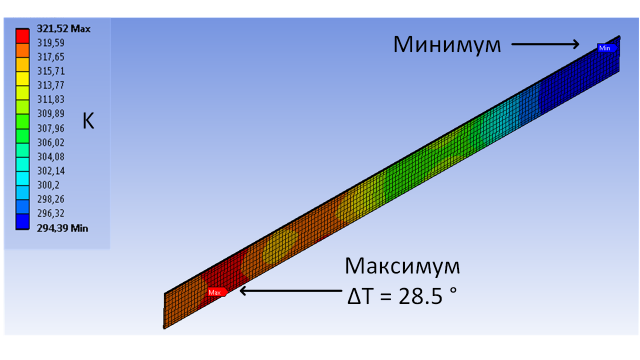 321,52 Max
319,59
317,65
315,71
313,77
311,83
309,89
307,96
306,02
304,08
302,14
300,2
298,26
296,32
294,39 Min
K
Минимум
Min
Максимум
Max
ΔT = 28.5 °